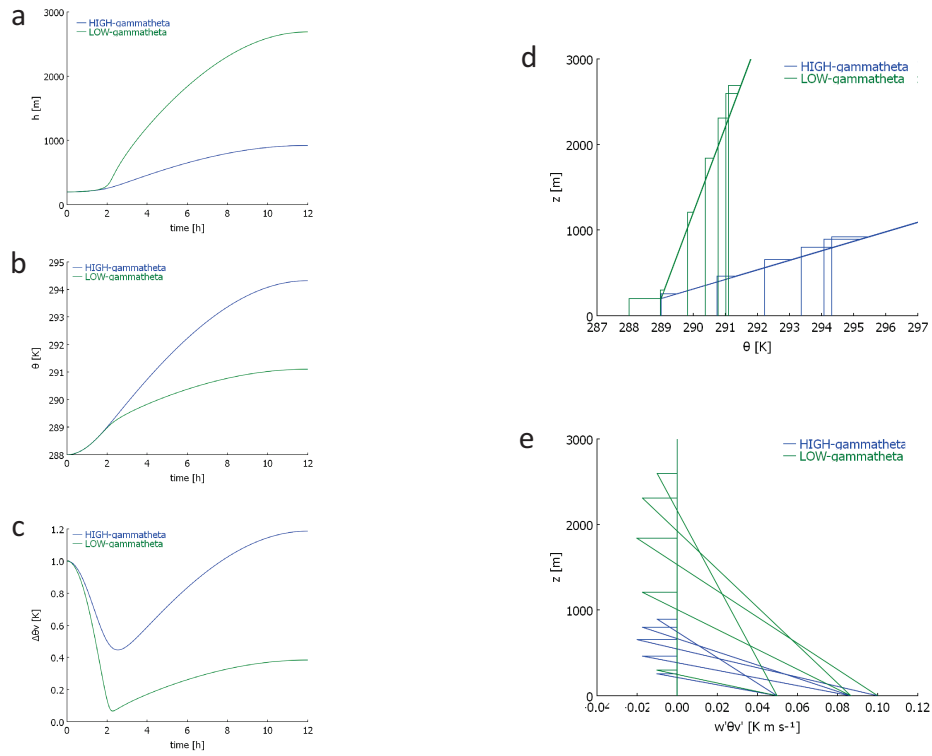 a
3000
HIGH-gammatheta
LOW-gammatheta
2000
h [m]
1000
0
0 2 4 6 8 10 12
time [h]
b
295
HIGH-gammatheta
LOW-gammatheta
294
293
292
θ [K]
291
290
289
288
0 2 4 6 8 10 12
time [h]
c
1.2
HIGH-gammatheta
LOW-gammatheta
1.0
0.8
Δθv [K]
0.6
0.4
0.2
0.0
0 2 4 6 8 10 12
time [h]
d
3000
HIGH-gammatheta
LOW-gammatheta
2000
z [m]
1000
0
287 288 289 290 291 292 293 294 295 296 297
θ [K]
e
3000
HIGH-gammatheta
LOW-gammatheta
2000
z [m]
1000
0
-0.04 -0.02 0.00 0.02 0.04 0.06 0.08 0.10 0.12
w'θv' [K m s⁻¹]